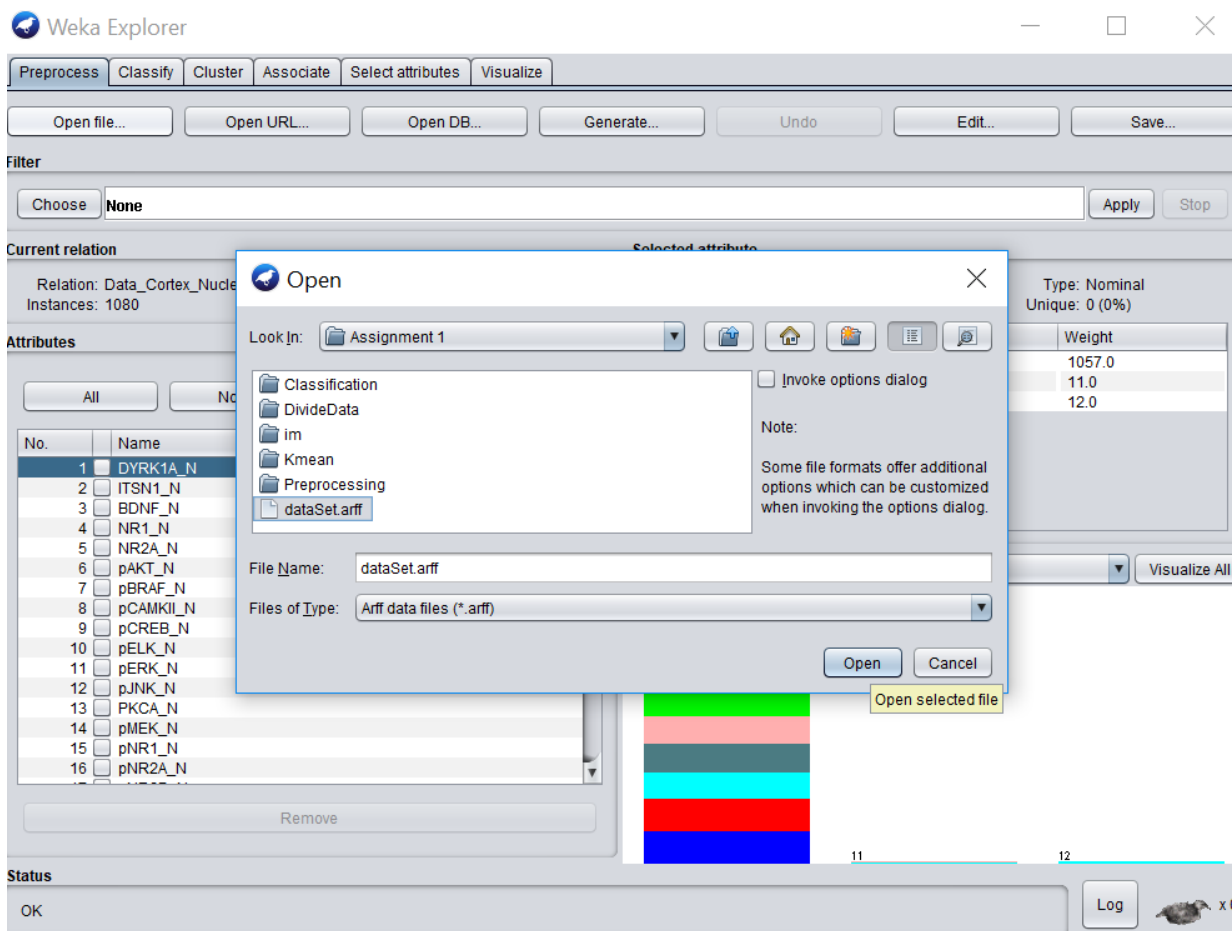 Weka Explorer
Preprocess Classify Cluster Associate Select attributes Visualize
Open file... Open URL... Open DB... Generate... Undo Edit... Save...
Filter
Choose None Apply Stop
Current relation Selected attribute
Relation: Data_Cortex_Nucle Type: Nominal
Instances: 1080 Unique: 0 (0%)
Attributes
All No
No. Name
1 DYRK1A_N
2 ITSN1_N
3 BDNF_N
4 NR1_N
5 NR2A_N
6 pAKT_N
7 pBRAF_N
8 pCAMKII_N
9 pCREB_N
10 pELK_N
11 pERK_N
12 pJNK_N
13 PKCA_N
14 pMEK_N
15 pNR1_N
16 pNR2A_N
Remove
Open
Look In: Assignment 1
Classification
DivideData
im
Kmean
Preprocessing
dataSet.arff
Invoke options dialog
Note:
Some file formats offer additional
options which can be customized
when invoking the options dialog.
File Name: dataSet.arff
Files of Type: Arff data files (*.arff)
Open Cancel
Open selected file
Weight
1057.0
11.0
12.0
Visualize All
11 12
Status
OK
Log x